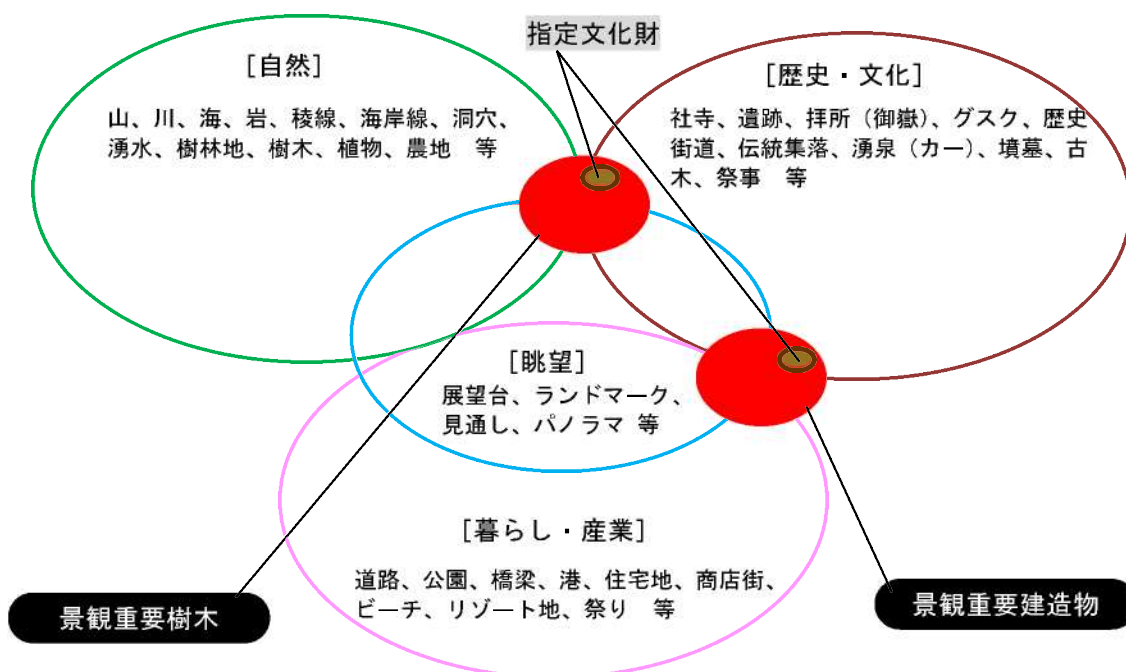 指定文化財
[自然]
山、川、海、岩、稜線、海岸線、洞穴、
湧水、樹林地、樹木、植物、農地 等
[歴史・文化]
社寺、遺跡、拝所（御嶽）、グスク、歴史
街道、伝統集落、湧泉（カー）、墳墓、古
木、祭事 等
[眺望]
展望台、ランドマーク、
見通し、パノラマ 等
[暮らし・産業]
道路、公園、橋梁、港、住宅地、商店街、
ビーチ、リゾート地、祭り 等
景観重要樹木
景観重要建造物